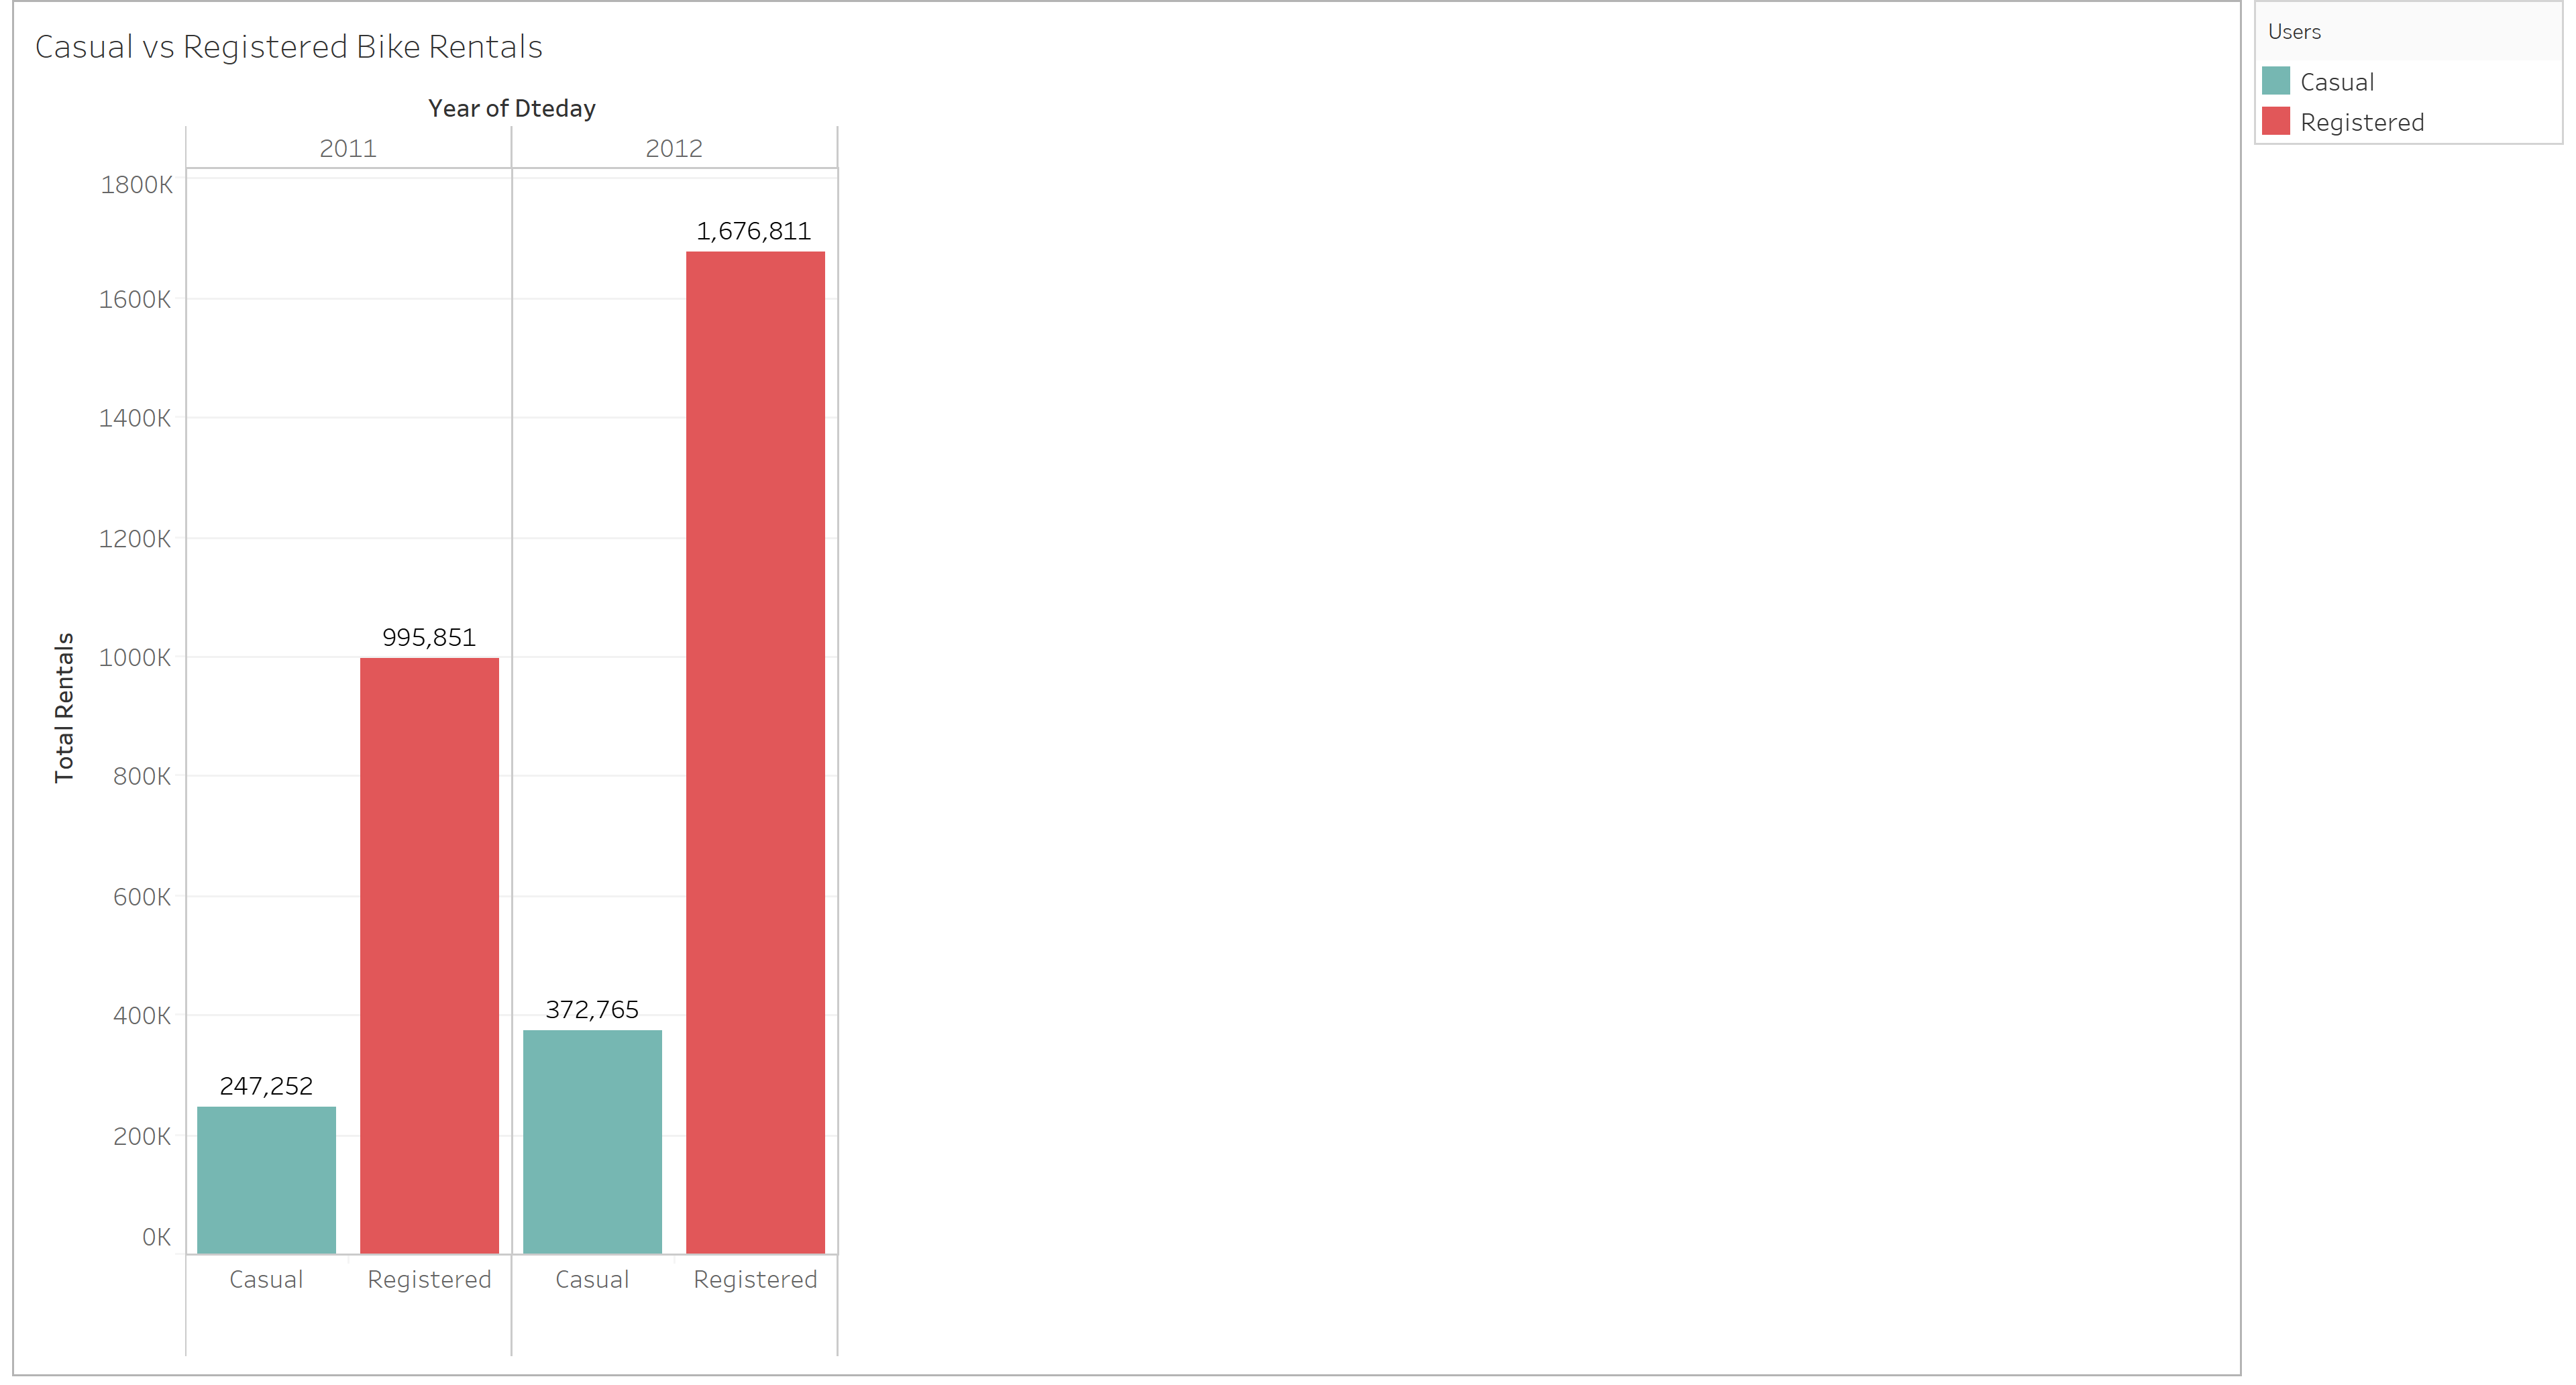 Casual vs Registered Bike Rentals
Year of Dteday
2011 2012
1800K
1600K
1400K
1200K
1000K
800K
600K
400K
200K
0K
Total Rentals
247,252
995,851
372,765
1,676,811
Casual Registered Casual Registered
Users
Casual
Registered